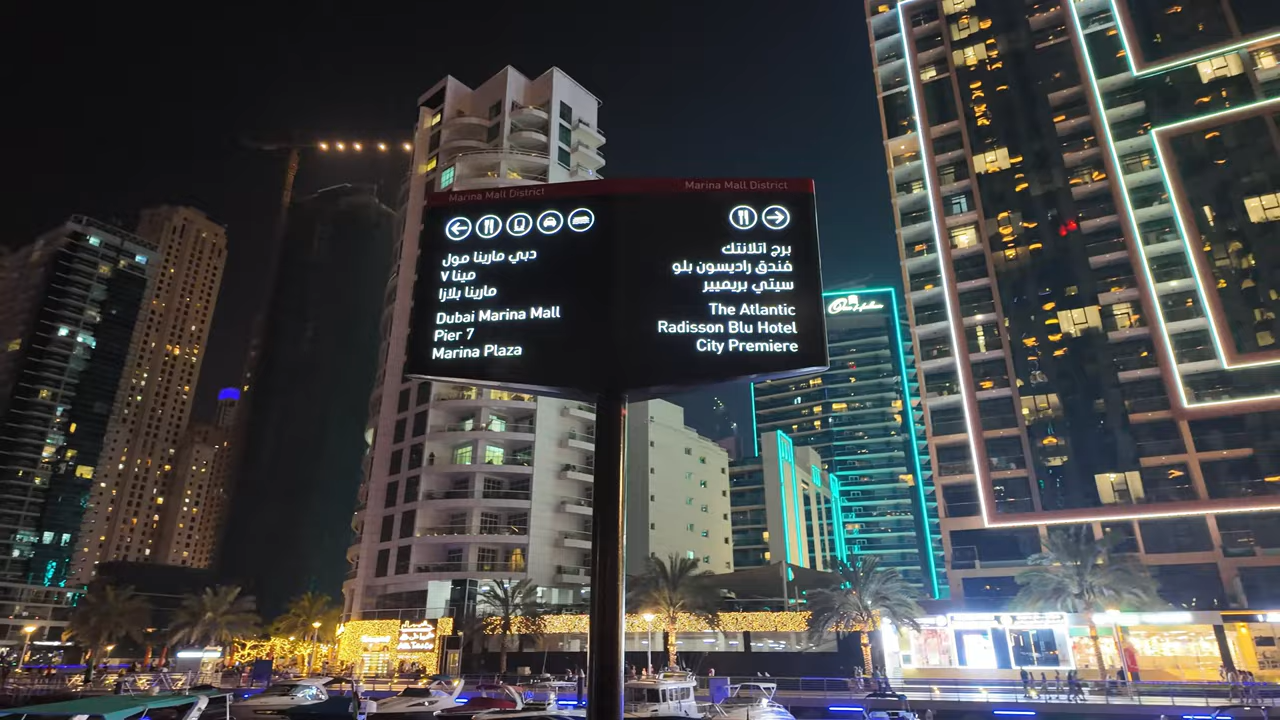 Marina Mall District
دبي مارينا مول
مينا ٧
مارينا بلازا
Dubai Marina Mall
Pier 7
Marina Plaza
Marina Mall District
برج اتلانتك
فندق راديسون بلو
سيتي بريميير
The Atlantic
Radisson Blu Hotel
City Premiere